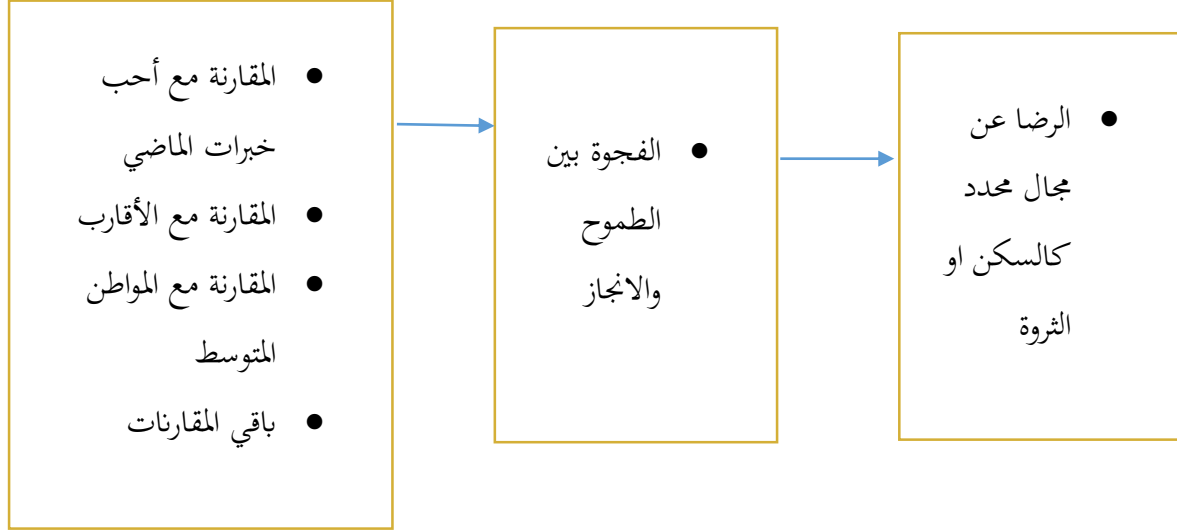 ● المقارنة مع أحب
خبرات الماضي
● المقارنة مع الأقارب
● المقارنة مع المواطن
المتوسط
● باقي المقارنات
● الفجوة بين
الطموح
والانجاز
● الرضا عن
مجال محدد
كالسكن او
الثروة